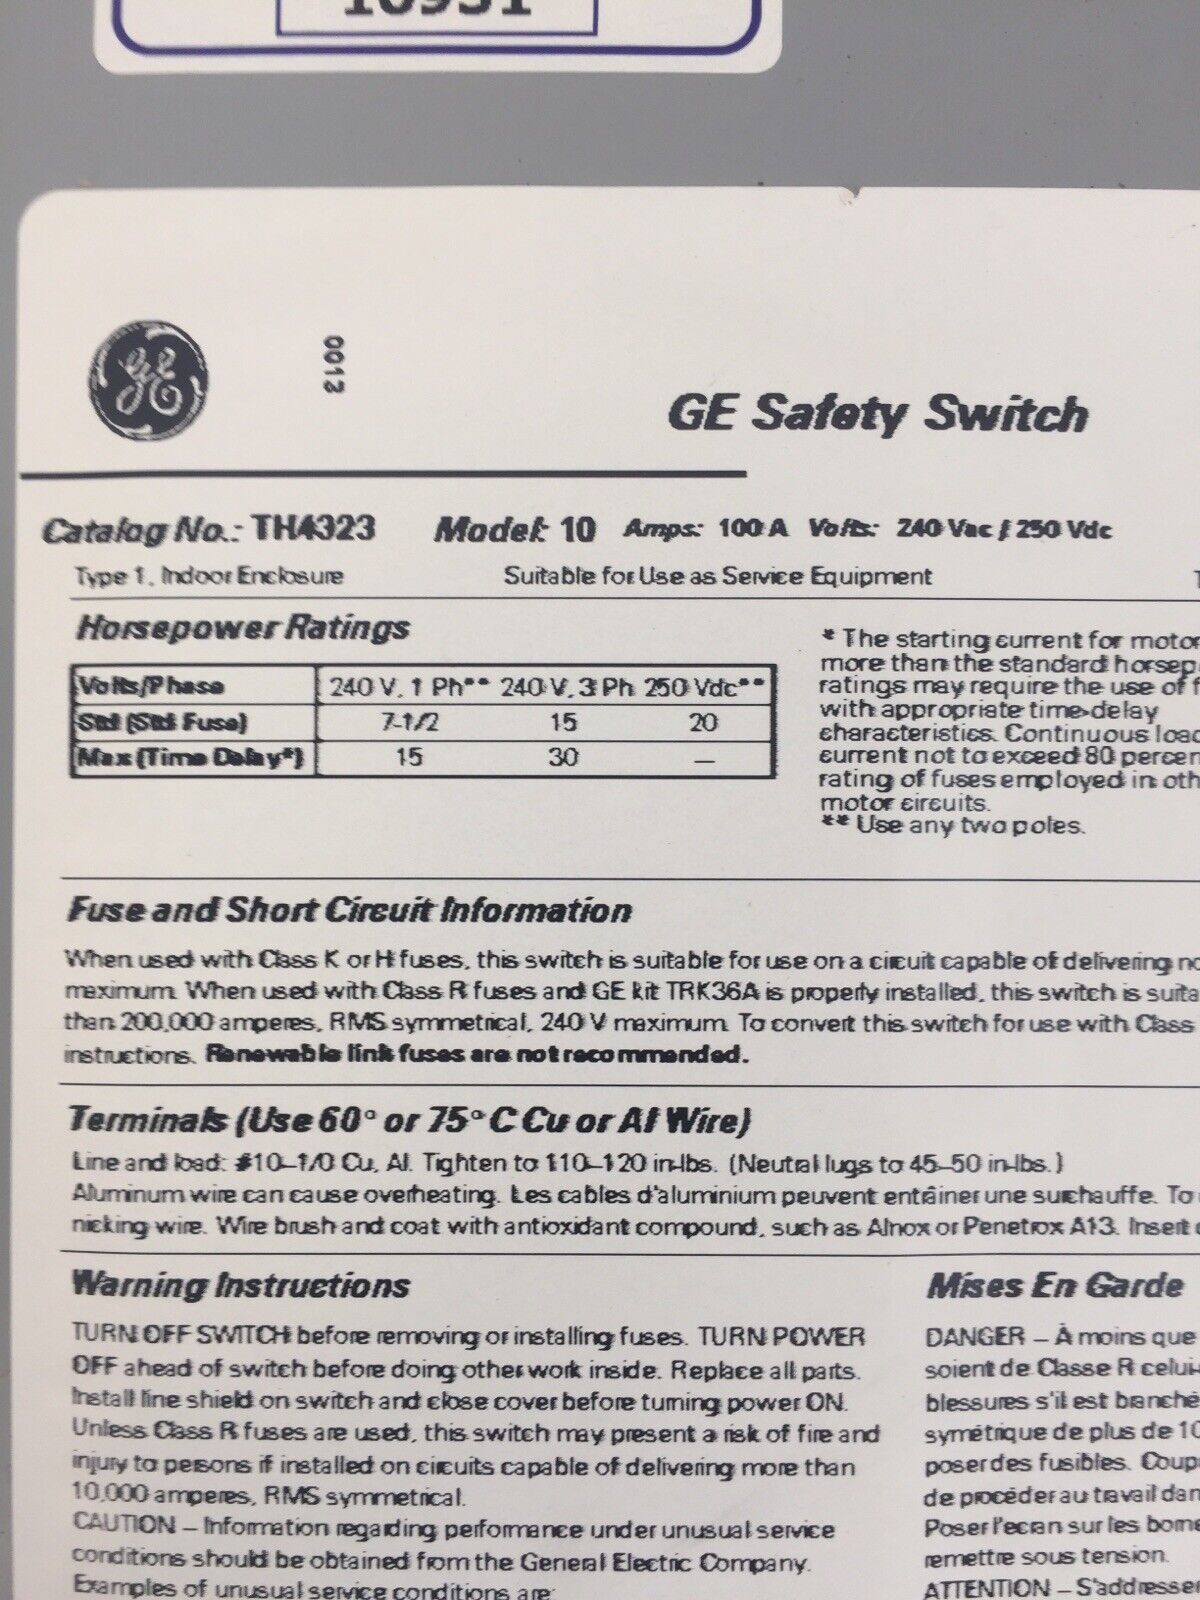 GE
0013
GE Safety Switch
Catalog No.: TH4323 Model: 10 Amps: 100 A Volts: 240 Vac / 250 Vdc
Type 1, Indoor Enclosure Suitable for Use as Service Equipment
Horsepower Ratings
Volts/Phase 240 V, 1 Ph** 240 V, 3 Ph 250 Vdc**
Std (Std Fuse) 7-1/2 15 20
Max (Time Delay*) 15 30 —
* The starting current for motor
more than the standard horsep
ratings may require the use of f
with appropriate time-delay
characteristics. Continuous load
current not to exceed 80 percen
rating of fuses employed in oth
motor circuits.
** Use any two poles.
Fuse and Short Circuit Information
When used with Class K or H fuses, this switch is suitable for use on a circuit capable of delivering no
maximum. When used with Class R fuses and GE kit TRK36A is properly installed, this switch is suita
than 200,000 amperes, RMS symmetrical, 240 V maximum. To convert this switch for use with Class
instructions. Renewable link fuses are not recommended.
Terminals (Use 60° or 75° C Cu or Al Wire)
Line and load: #10–1/0 Cu, Al. Tighten to 110–120 in-lbs. (Neutral lugs to 45–50 in-lbs.)
Aluminum wire can cause overheating. Les cables d'aluminium peuvent entrâiner une surchauffe. To
nicking wire. Wire brush and coat with antioxidant compound, such as Alnox or Penetrox A13. Insert
Warning Instructions
TURN OFF SWITCH before removing or installing fuses. TURN POWER
OFF ahead of switch before doing other work inside. Replace all parts.
Install line shield on switch and close cover before turning power ON.
Unless Class R fuses are used, this switch may present a risk of fire and
injury to persons if installed on circuits capable of delivering more than
10,000 amperes, RMS symmetrical.
CAUTION – Information regarding performance under unusual service
conditions should be obtained from the General Electric Company.
Examples of unusual service conditions are:
Mises En Garde
DANGER – À moins que
soient de Classe R celui-
blessures s'il est branché
symétrique de plus de 10
poser des fusibles. Coup
de procéder au travail dan
Poser l'ecran sur les borne
remettre sous tension.
ATTENTION – S'addresser